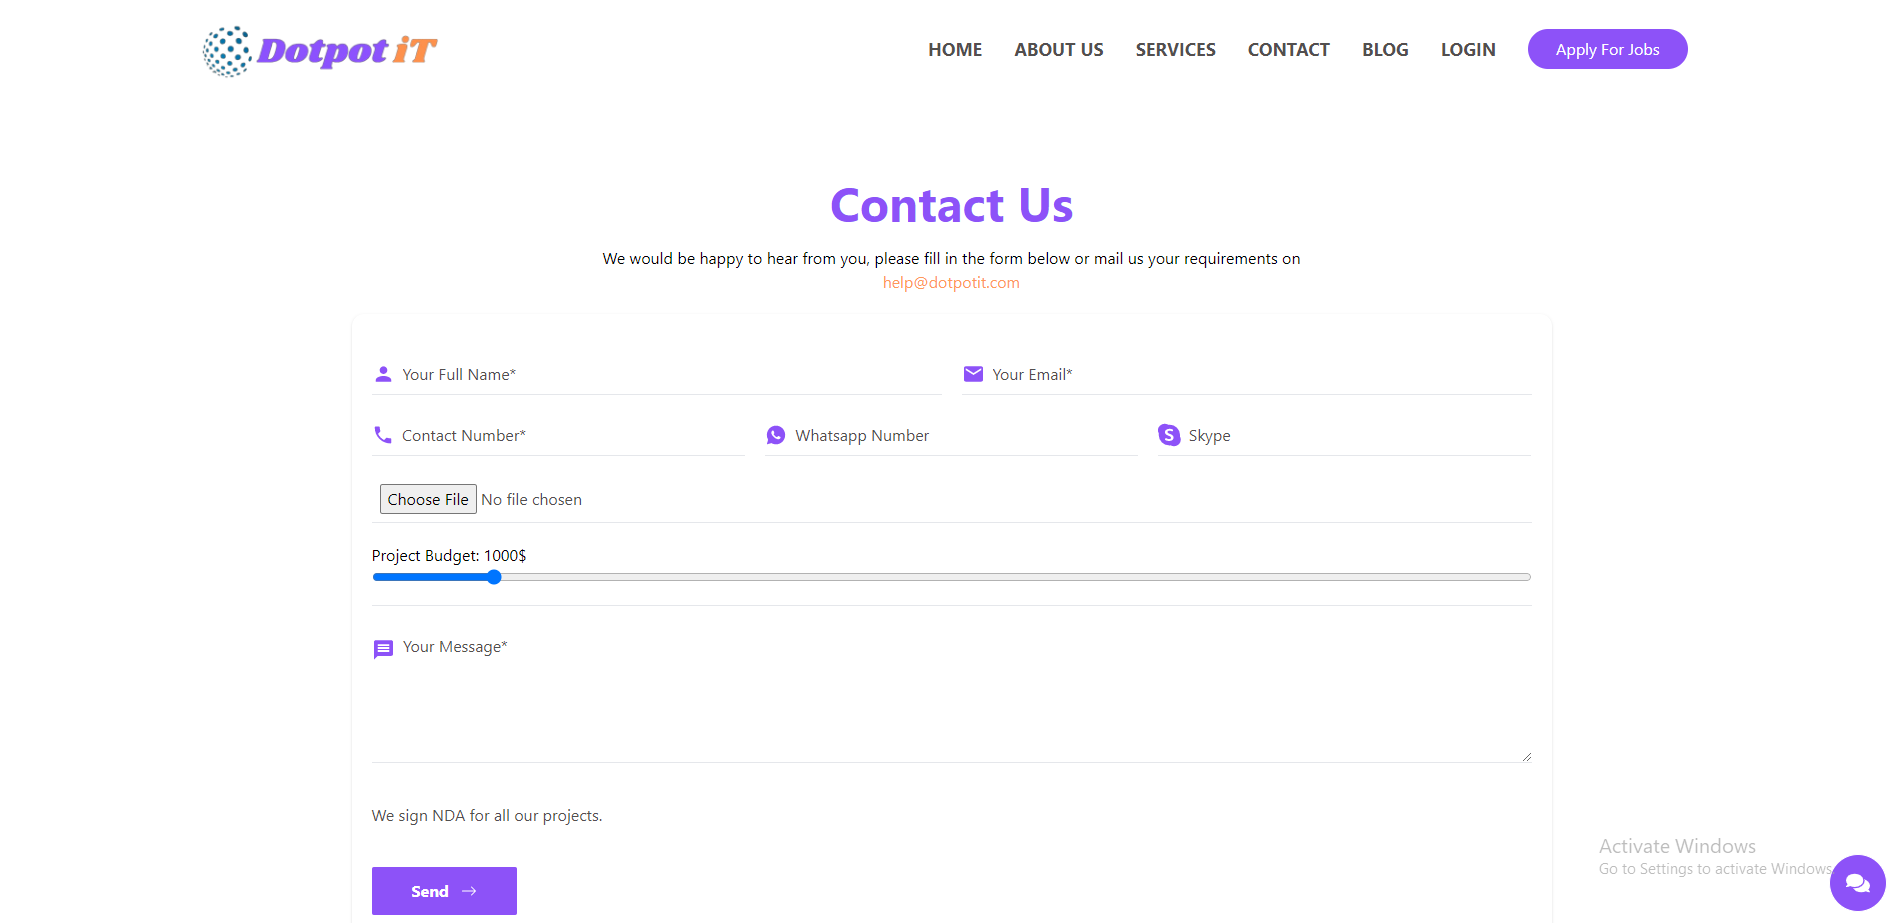 Dotpot iT
HOME ABOUT US SERVICES CONTACT BLOG LOGIN Apply For Jobs
Contact Us
We would be happy to hear from you, please fill in the form below or mail us your requirements on
help@dotpotit.com
Your Full Name* Your Email*
Contact Number* Whatsapp Number Skype
Choose File No file chosen
Project Budget: 1000$
Your Message*
We sign NDA for all our projects.
Activate Windows
Go to Settings to activate Windows
Send →